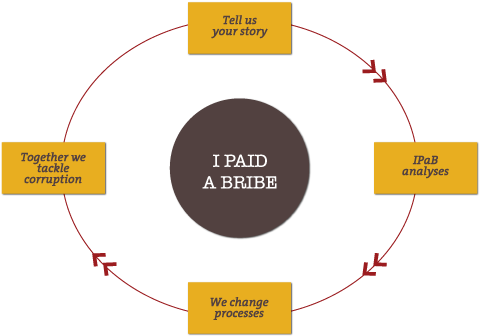 Tell us
your story
IPaB
analyses
We change
processes
Together we
tackle
corruption
I PAID
A BRIBE